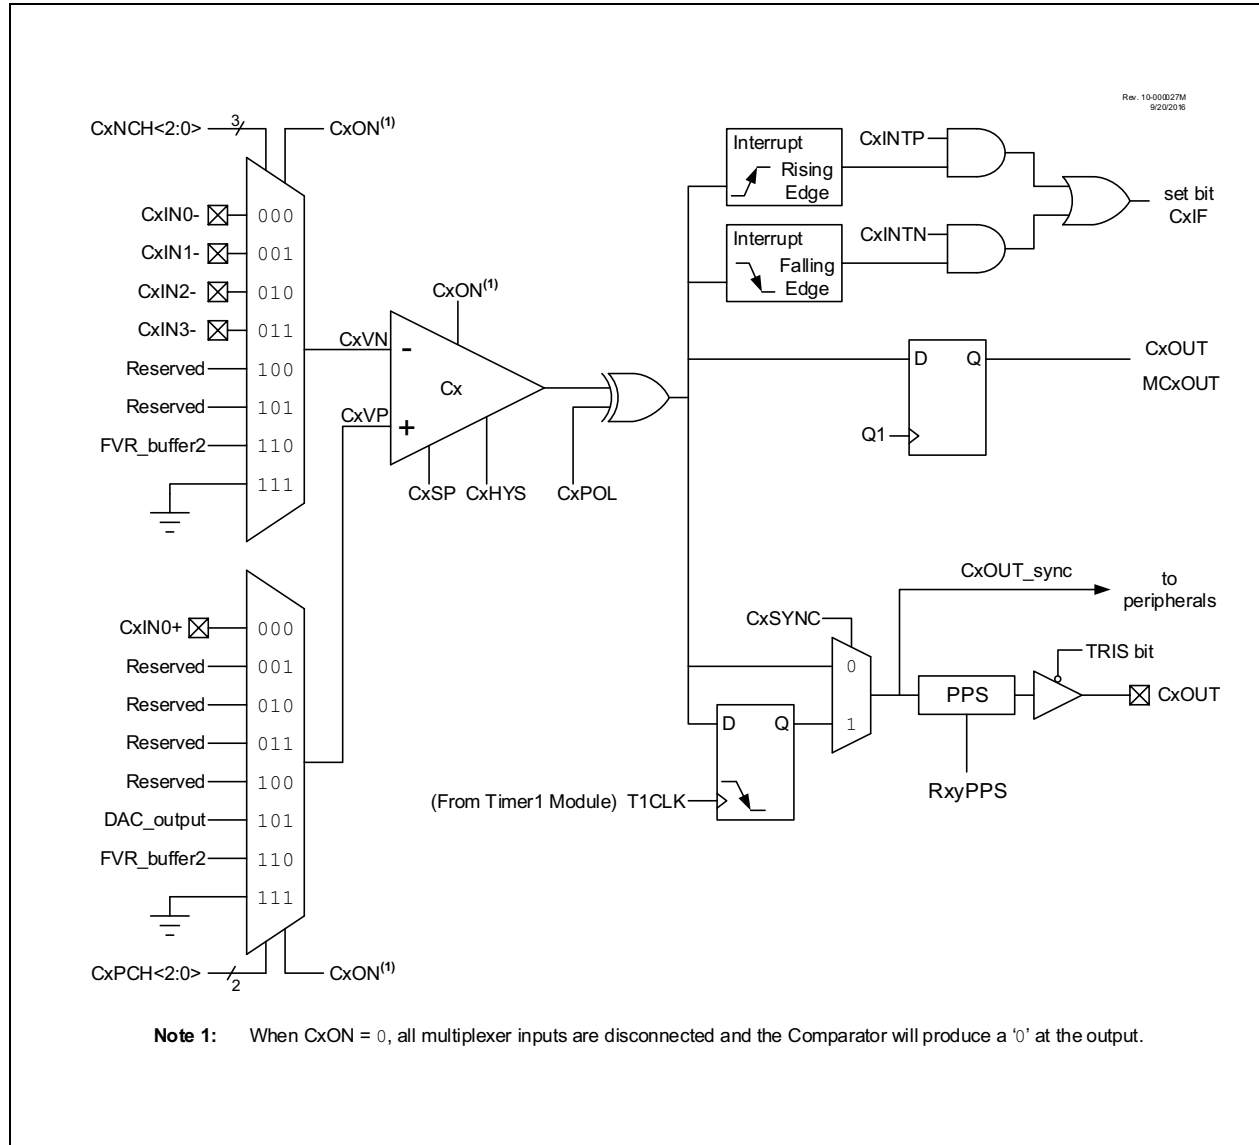 Rev. 10-000027M
9/20/2016
CxNCH<2:0>
3
CxON(1)
CxIN0-
000
CxIN1-
001
CxIN2-
010
CxIN3-
011
Reserved
100
Reserved
101
FVR_buffer2
110
111
CxVN
CxVP
CxON(1)
-
Cx
+
CxSP
CxHYS
CxPOL
Interrupt
Rising
Edge
CxINTP
Interrupt
Falling
Edge
CxINTN
set bit
CxIF
D
Q
Q1
CxOUT
MCxOUT
CxIN0+
000
Reserved
001
Reserved
010
Reserved
011
Reserved
100
DAC_output
101
FVR_buffer2
110
111
CxPCH<2:0>
2
CxON(1)
CxSYNC
0
1
D
Q
(From Timer1 Module) T1CLK
CxOUT_sync
to
peripherals
PPS
RxyPPS
TRIS bit
CxOUT
Note 1: When CxON = 0, all multiplexer inputs are disconnected and the Comparator will produce a ‘0’ at the output.